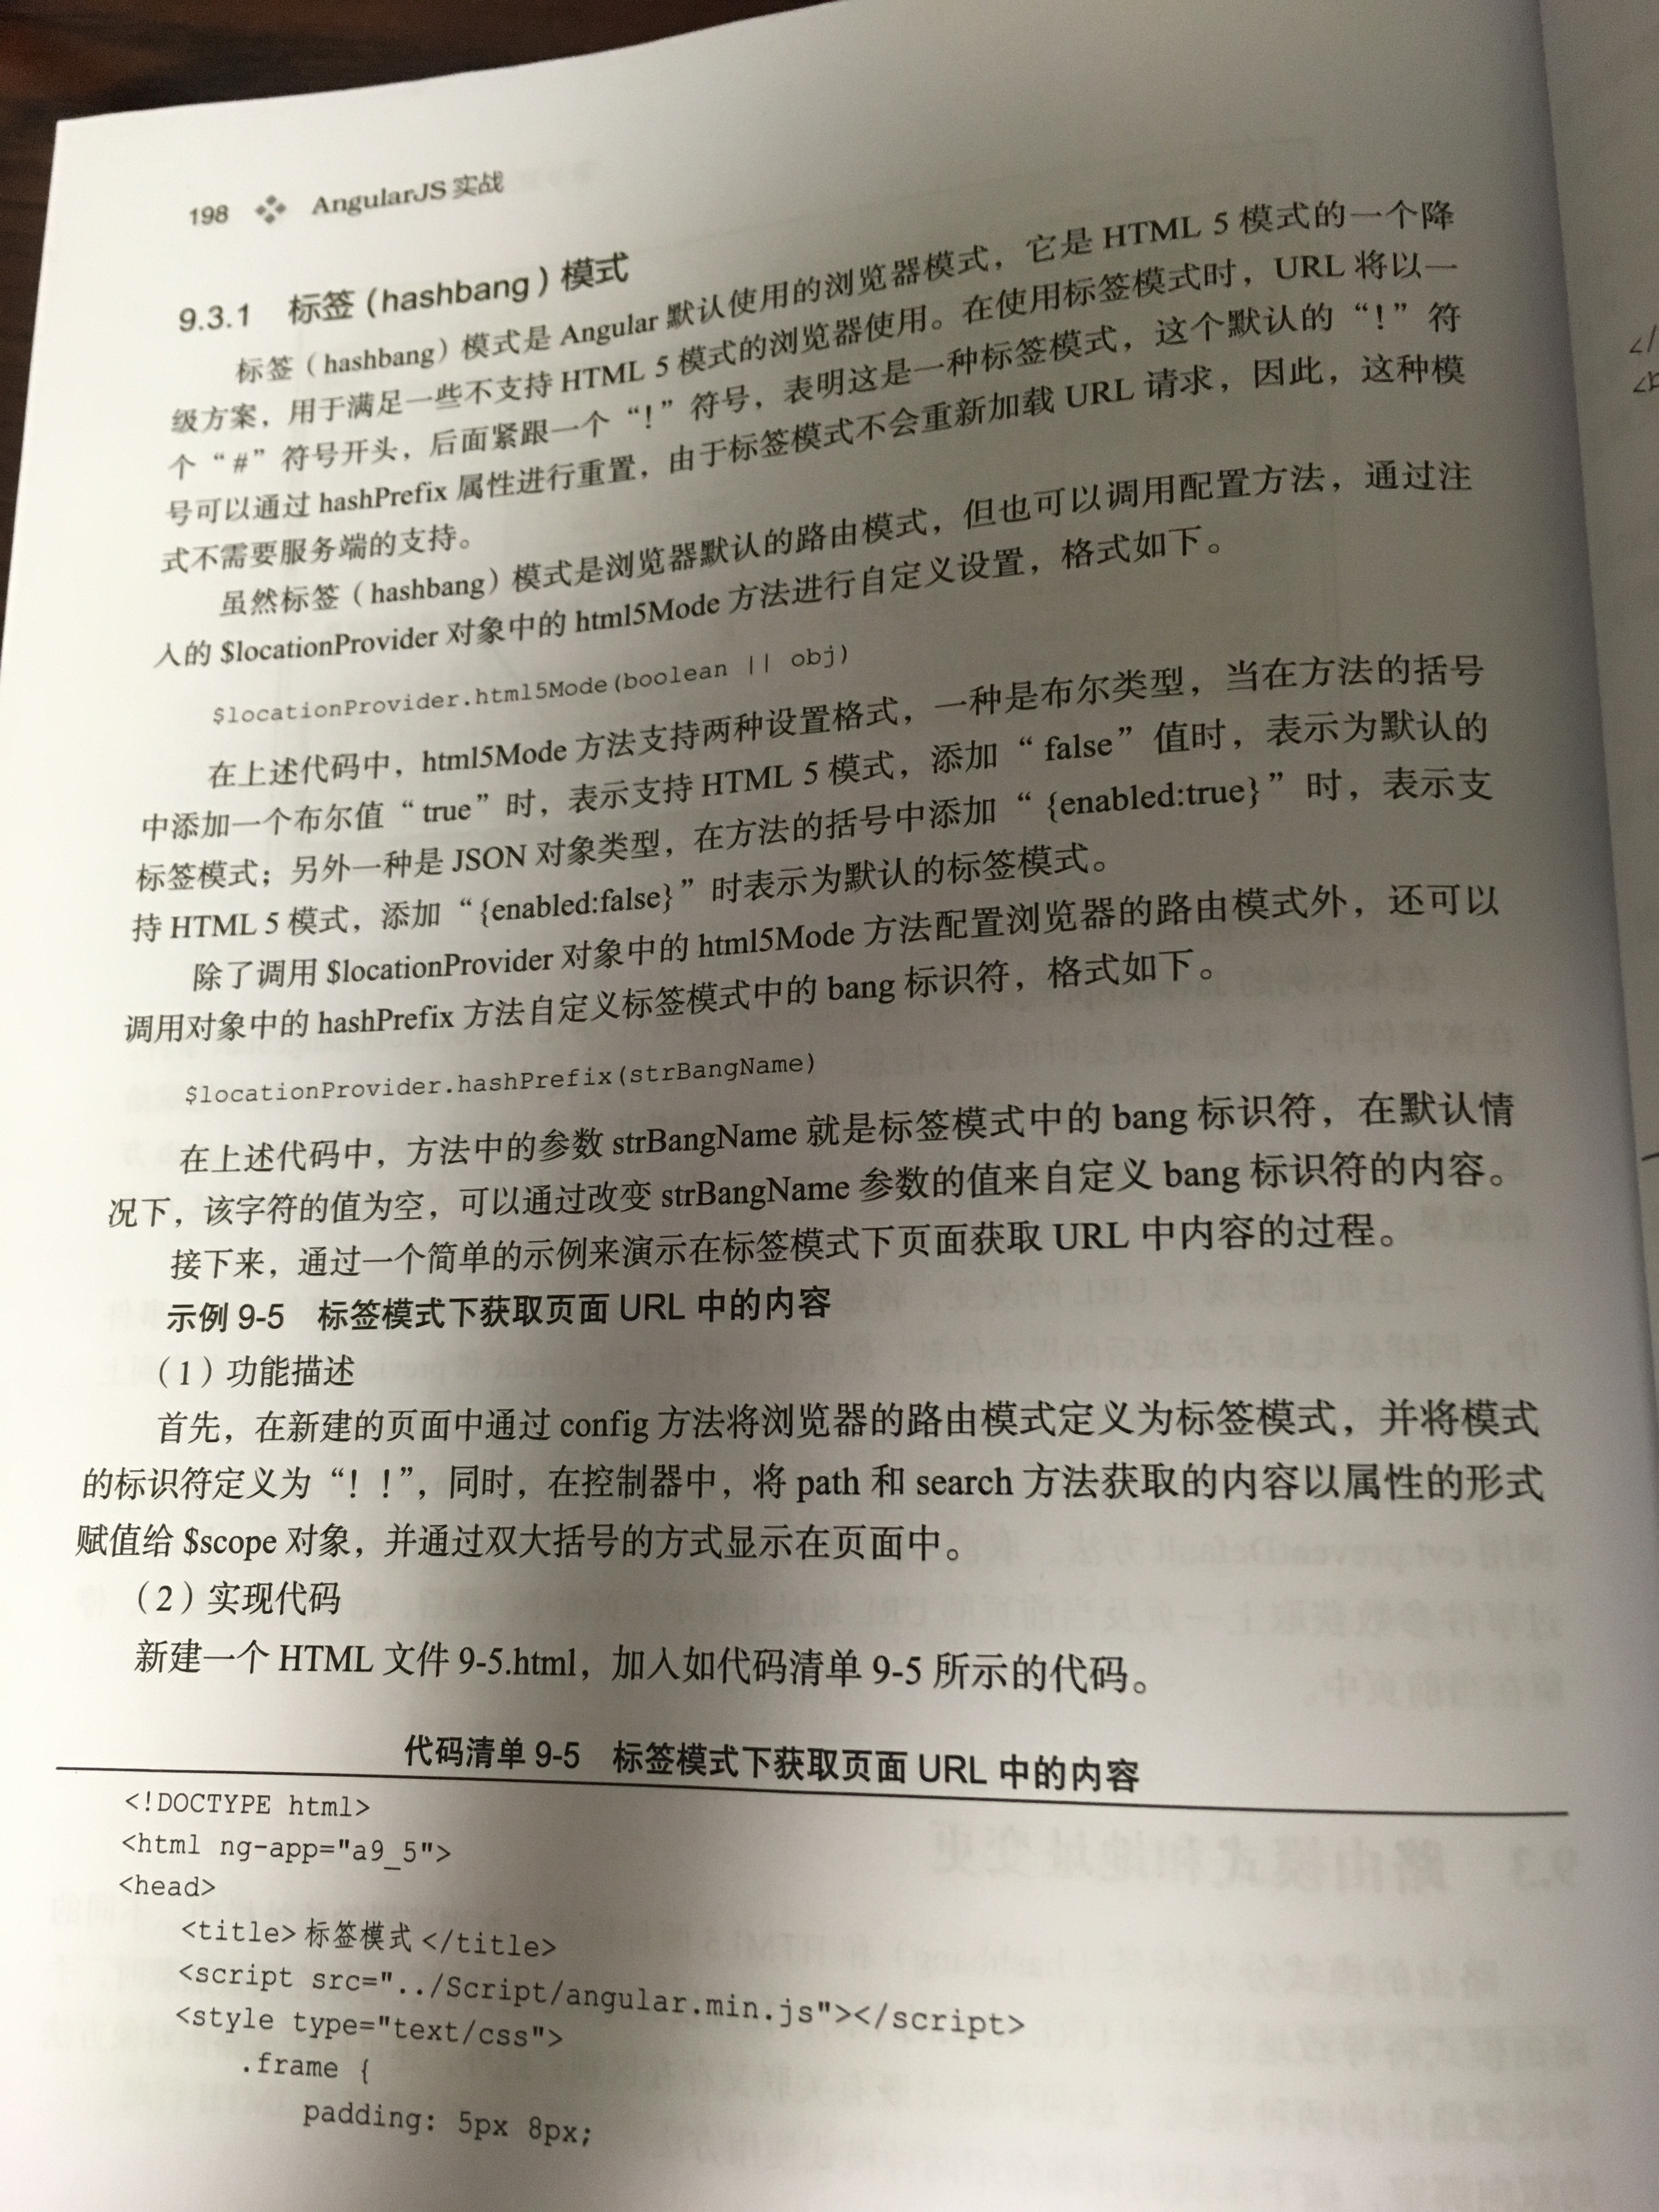 198 AngularJS 实战
9.3.1 标签（hashbang）模式
标签（hashbang）模式是 Angular 默认使用的浏览器模式，它是 HTML 5 模式的一个降
级方案，用于满足一些不支持 HTML 5 模式的浏览器使用。在使用标签模式时，URL 将以一
个“#”符号开头，后面紧跟一个“!”符号，表明这是一种标签模式，这个默认的“!”符
号可以通过 hashPrefix 属性进行重置，由于标签模式不会重新加载 URL 请求，因此，这种模
式不需要服务端的支持。
虽然标签（hashbang）模式是浏览器默认的路由模式，但也可以调用配置方法，通过注
入的 $locationProvider 对象中的 html5Mode 方法进行自定义设置，格式如下。
$locationProvider.html5Mode(boolean || obj)
在上述代码中，html5Mode 方法支持两种设置格式，一种是布尔类型，当在方法的括号
中添加一个布尔值“true”时，表示支持 HTML 5 模式，添加“false”值时，表示为默认的
标签模式；另外一种是 JSON 对象类型，在方法的括号中添加“{enabled:true}”时，表示支
持 HTML 5 模式，添加“{enabled:false}”时表示为默认的标签模式。
除了调用 $locationProvider 对象中的 html5Mode 方法配置浏览器的路由模式外，还可以
调用对象中的 hashPrefix 方法自定义标签模式中的 bang 标识符，格式如下。
$locationProvider.hashPrefix(strBangName)
在上述代码中，方法中的参数 strBangName 就是标签模式中的 bang 标识符，在默认情
况下，该字符的值为空，可以通过改变 strBangName 参数的值来自定义 bang 标识符的内容。
接下来，通过一个简单的示例来演示在标签模式下页面获取 URL 中内容的过程。
示例 9-5 标签模式下获取页面 URL 中的内容
（1）功能描述
首先，在新建的页面中通过 config 方法将浏览器的路由模式定义为标签模式，并将模式
的标识符定义为“！！”，同时，在控制器中，将 path 和 search 方法获取的内容以属性的形式
赋值给 $scope 对象，并通过双大括号的方式显示在页面中。
（2）实现代码
新建一个 HTML 文件 9-5.html，加入如代码清单 9-5 所示的代码。
代码清单 9-5 标签模式下获取页面 URL 中的内容
<!DOCTYPE html>
<html ng-app="a9_5">
<head>
<title>标签模式</title>
<script src="../Script/angular.min.js"></script>
<style type="text/css">
.frame {
padding: 5px 8px;